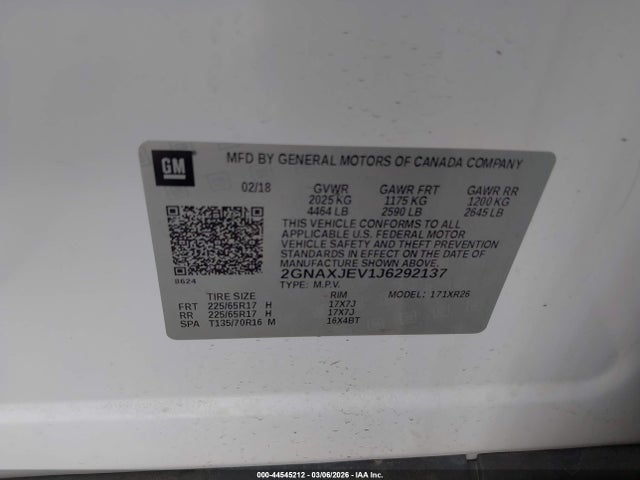 GM
MFD BY GENERAL MOTORS OF CANADA COMPANY
02/18 GVWR GAWR FRT GAWR RR
2025 KG 1175 KG 1200 KG
4464 LB 2590 LB 2645 LB
THIS VEHICLE CONFORMS TO ALL
APPLICABLE U.S. FEDERAL MOTOR
VEHICLE SAFETY AND THEFT PREVENTION
STANDARDS IN EFFECT ON THE DATE
OF MANUFACTURE SHOWN ABOVE.
2GNAXJEV1J6292137
8624
TYPE: M.P.V. MODEL: 171XR26
TIRE SIZE RIM
FRT 225/65R17 H 17X7J
RR 225/65R17 H 17X7J
SPA T135/70R16 M 16X4BT
000-44545212 - 03/06/2026 - IAA Inc.